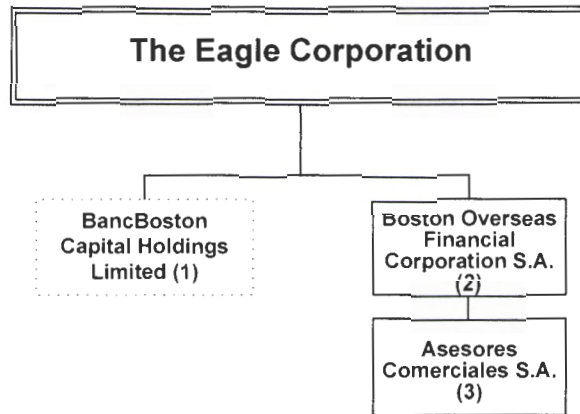 The Eagle Corporation
BancBoston
Capital Holdings
Limited (1)
Boston Overseas
Financial
Corporation S.A.
(2)
Asesores
Comerciales S.A.
(3)